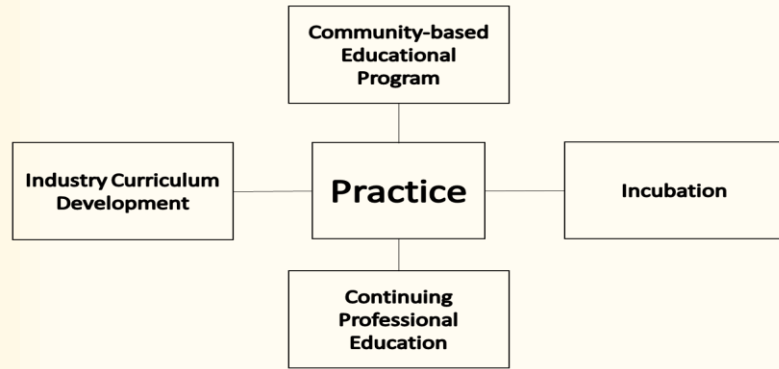 Community-based
Educational
Program
Industry Curriculum
Development
Practice
Incubation
Continuing
Professional
Education